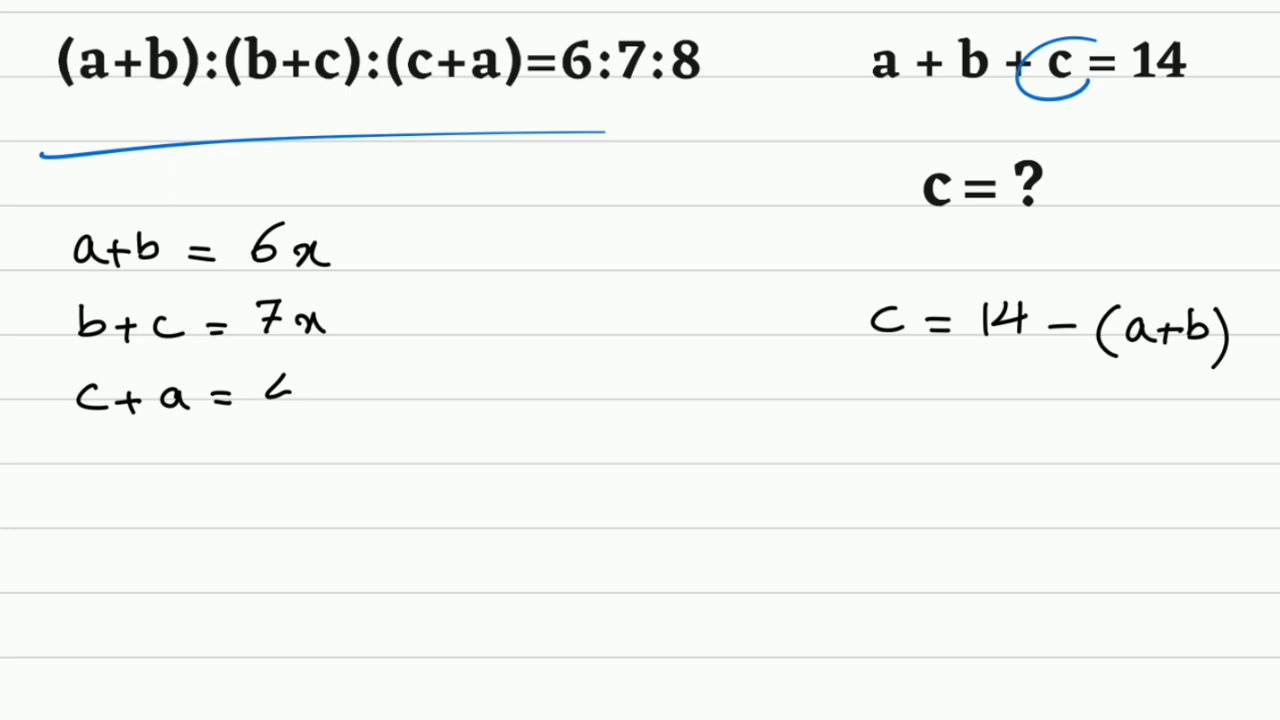 (a+b):(b+c):(c+a)=6:7:8
a + b + c = 14
c = ?
a+b = 6x
b+c = 7x
c+a =
c = 14 - (a+b)